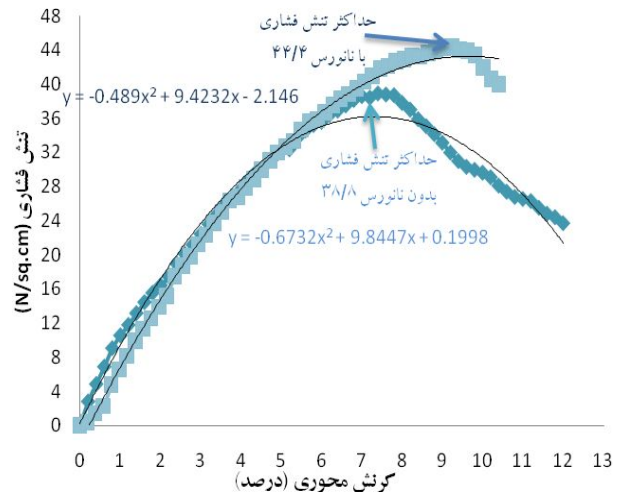 48
44
40
36
32
28
24
20
16
12
8
4
0
تنش فشاری (N/sq.cm)
حداکثر تنش فشاری
با نانورس ۴۴/۴
y = -0.489x² + 9.4232x - 2.146
حداکثر تنش فشاری
بدون نانورس ۳۸/۸
y = -0.6732x² + 9.8447x + 0.1998
0 1 2 3 4 5 6 7 8 9 10 11 12 13
کرنش محوری (درصد)